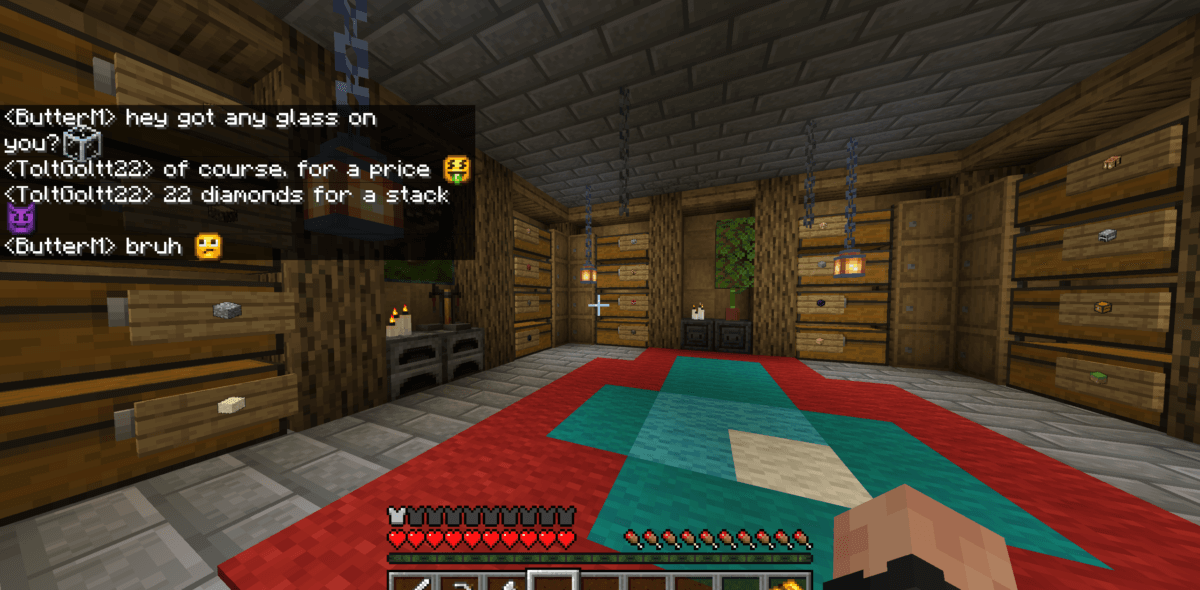 <ButterM> hey got any glass on
you?
<ToltGoltt22> of course. for a price 🤑
<ToltGoltt22> 22 diamonds for a stack
😈
<ButterM> bruh 🙁